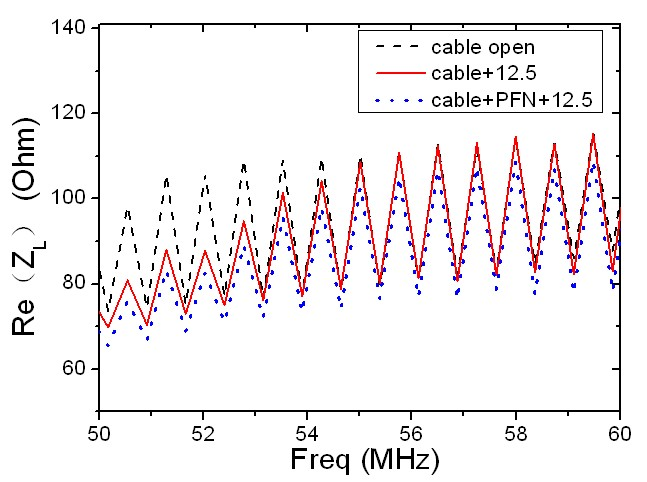 140
120
100
80
60
Re（Z_L） (Ohm)
cable open
cable+12.5
cable+PFN+12.5
50
52
54
56
58
60
Freq (MHz)